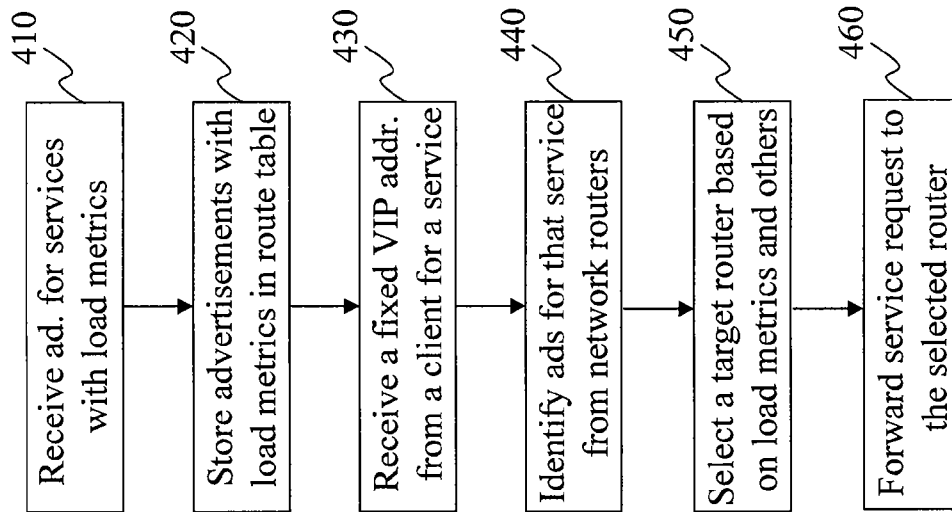 410
Receive ad. for services
with load metrics
420
Store advertisements with
load metrics in route table
430
Receive a fixed VIP addr.
from a client for a service
440
Identify ads for that service
from network routers
450
Select a target router based
on load metrics and others
460
Forward service request to
the selected router